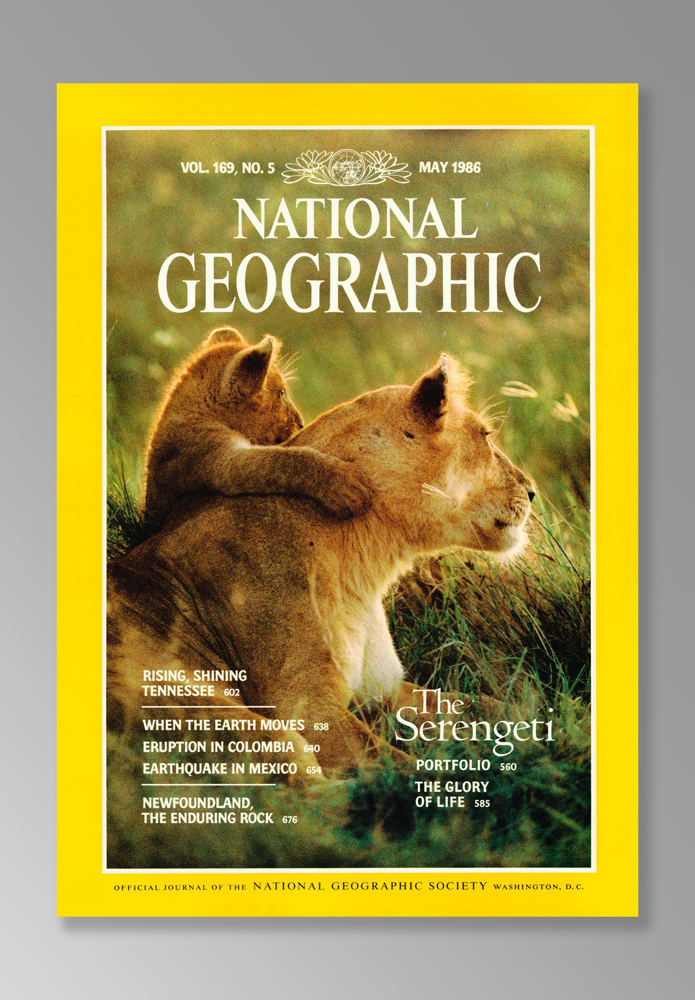 VOL. 169, NO. 5
MAY 1986
NATIONAL
GEOGRAPHIC
RISING, SHINING
TENNESSEE 602
WHEN THE EARTH MOVES 638
ERUPTION IN COLOMBIA 640
EARTHQUAKE IN MEXICO 654
NEWFOUNDLAND,
THE ENDURING ROCK 676
The
Serengeti
PORTFOLIO 560
THE GLORY
OF LIFE 585
OFFICIAL JOURNAL OF THE NATIONAL GEOGRAPHIC SOCIETY WASHINGTON, D.C.